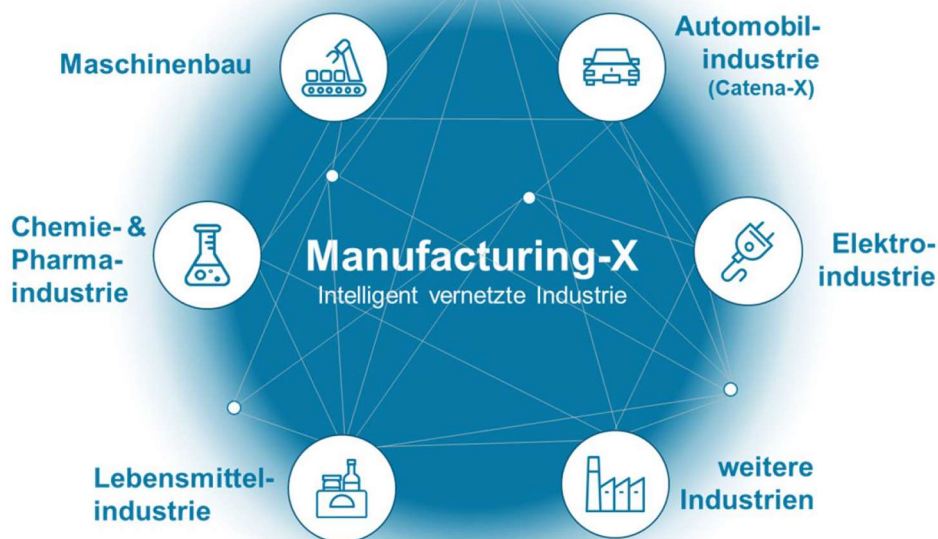 Maschinenbau
Automobil-
industrie
(Catena-X)
Chemie- &
Pharma-
industrie
Manufacturing-X
Intelligent vernetzte Industrie
Elektro-
industrie
Lebensmittel-
industrie
weitere
Industrien